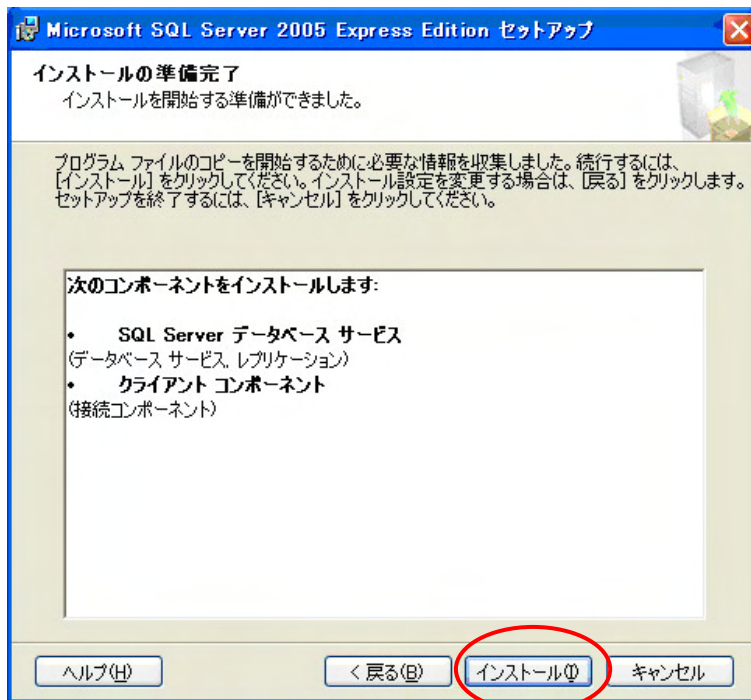 Microsoft SQL Server 2005 Express Edition セットアップ
インストールの準備完了
インストールを開始する準備ができました。
プログラム ファイルのコピーを開始するために必要な情報を収集しました。続行するには、
[インストール] をクリックしてください。インストール設定を変更する場合は、[戻る] をクリックします。
セットアップを終了するには、[キャンセル] をクリックしてください。
次のコンポーネントをインストールします:
• SQL Server データベース サービス
(データベース サービス, レプリケーション)
• クライアント コンポーネント
(接続コンポーネント)
ヘルプ(H)
< 戻る(B)
インストール(I)
キャンセル